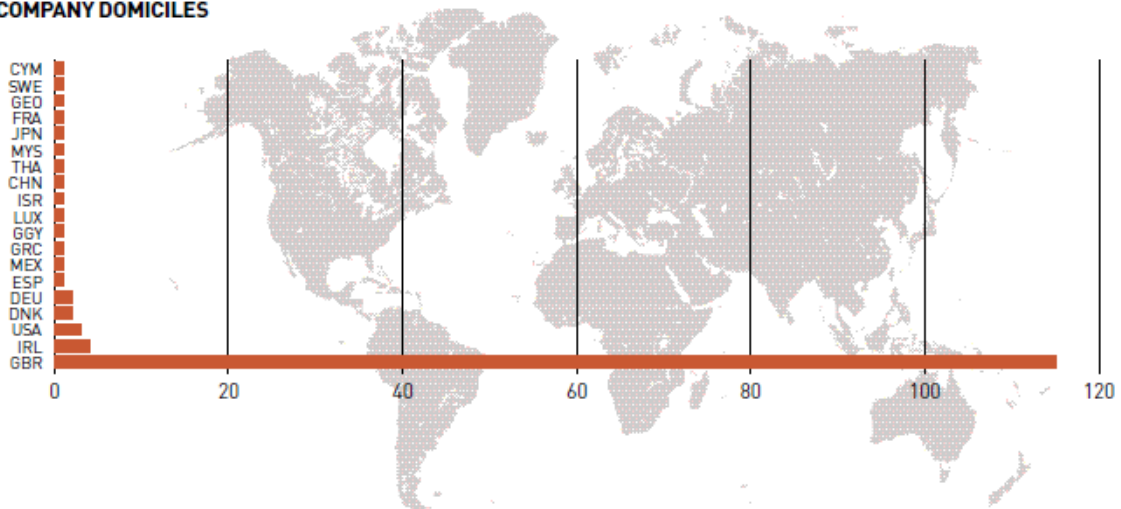 COMPANY DOMICILES
CYM
SWE
GEO
FRA
JPN
MYS
THA
CHN
ISR
LUX
GGY
GRC
MEX
ESP
DEU
DNK
USA
IRL
GBR
0 20 40 60 80 100 120